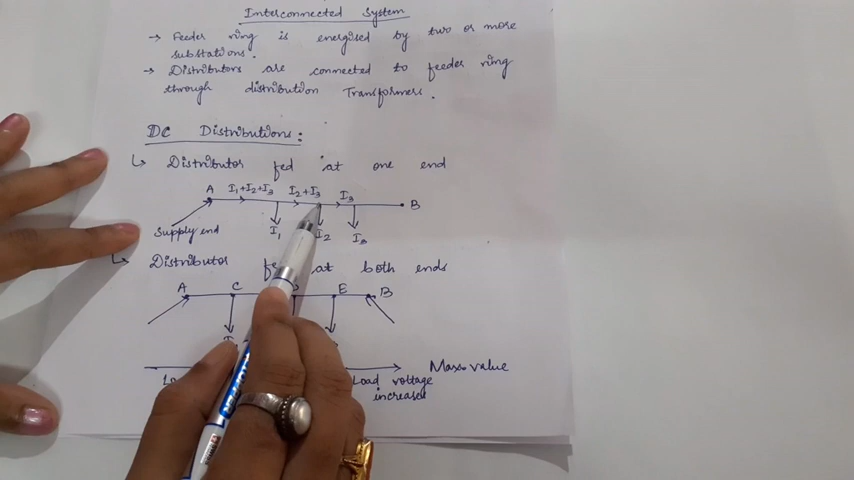 Interconnected System
→ Feeder ring is energised by two or more
substations.
→ Distributors are connected to feeder ring
through distribution Transformers.
DC Distributions:
↳ Distributor fed at one end
A I₁+I₂+I₃ I₂+I₃ I₃ B
Supply end I₁ I₂ I₃
↳ Distributor at both ends
A C E B
Max. value
Load voltage
increases